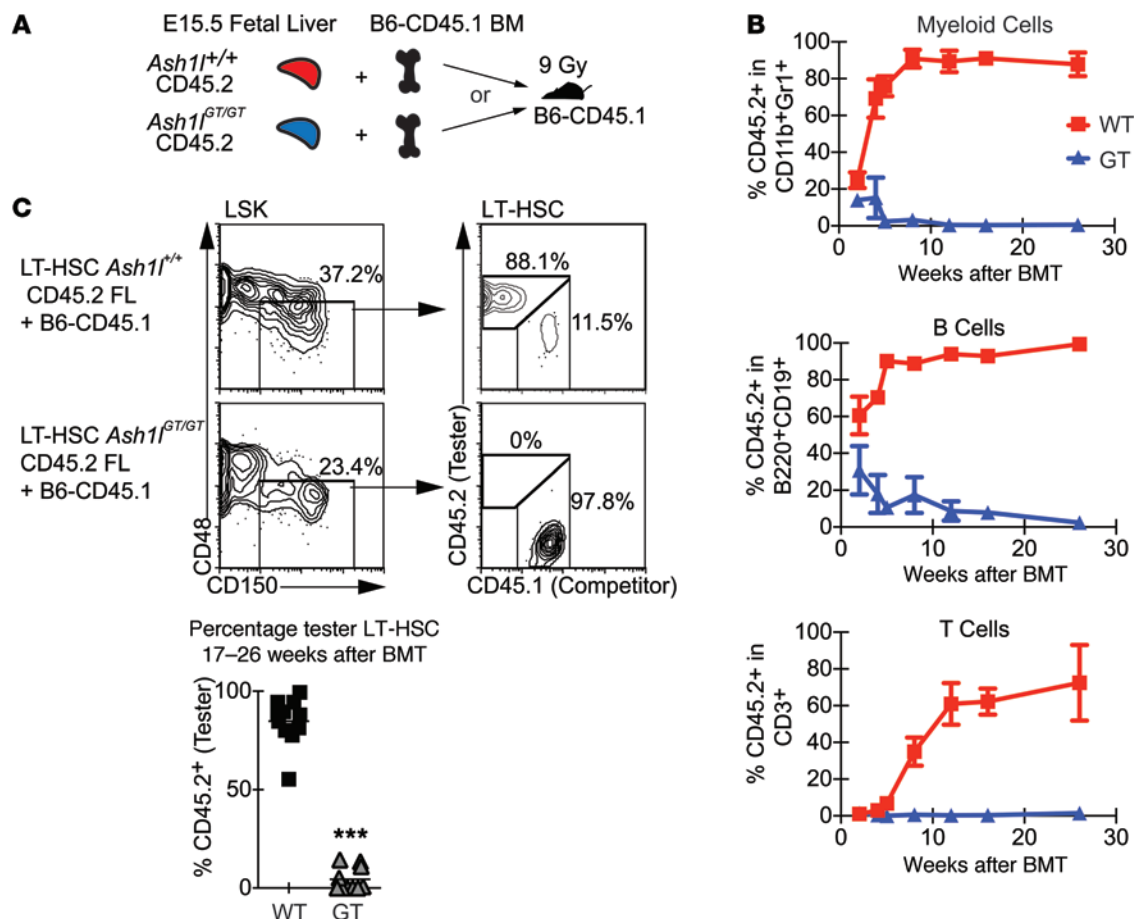 A
E15.5 Fetal Liver
B6-CD45.1 BM
Ash1l+/+
CD45.2
+
or
9 Gy
B6-CD45.1
Ash1lGT/GT
CD45.2
+
B
Myeloid Cells
% CD45.2+ in
CD11b+Gr1+
100
80
60
40
20
0
0 10 20 30
Weeks after BMT
WT
GT
B Cells
% CD45.2+ in
B220+CD19+
100
80
60
40
20
0
0 10 20 30
Weeks after BMT
T Cells
% CD45.2+ in
CD3+
100
80
60
40
20
0
0 10 20 30
Weeks after BMT
C
LSK
LT-HSC
LT-HSC Ash1l+/+
CD45.2 FL
+ B6-CD45.1
37.2%
88.1%
11.5%
LT-HSC Ash1lGT/GT
CD45.2 FL
+ B6-CD45.1
23.4%
0%
97.8%
CD48
CD150
CD45.2 (Tester)
CD45.1 (Competitor)
Percentage tester LT-HSC
17–26 weeks after BMT
% CD45.2+ (Tester)
100
50
0
***
WT GT